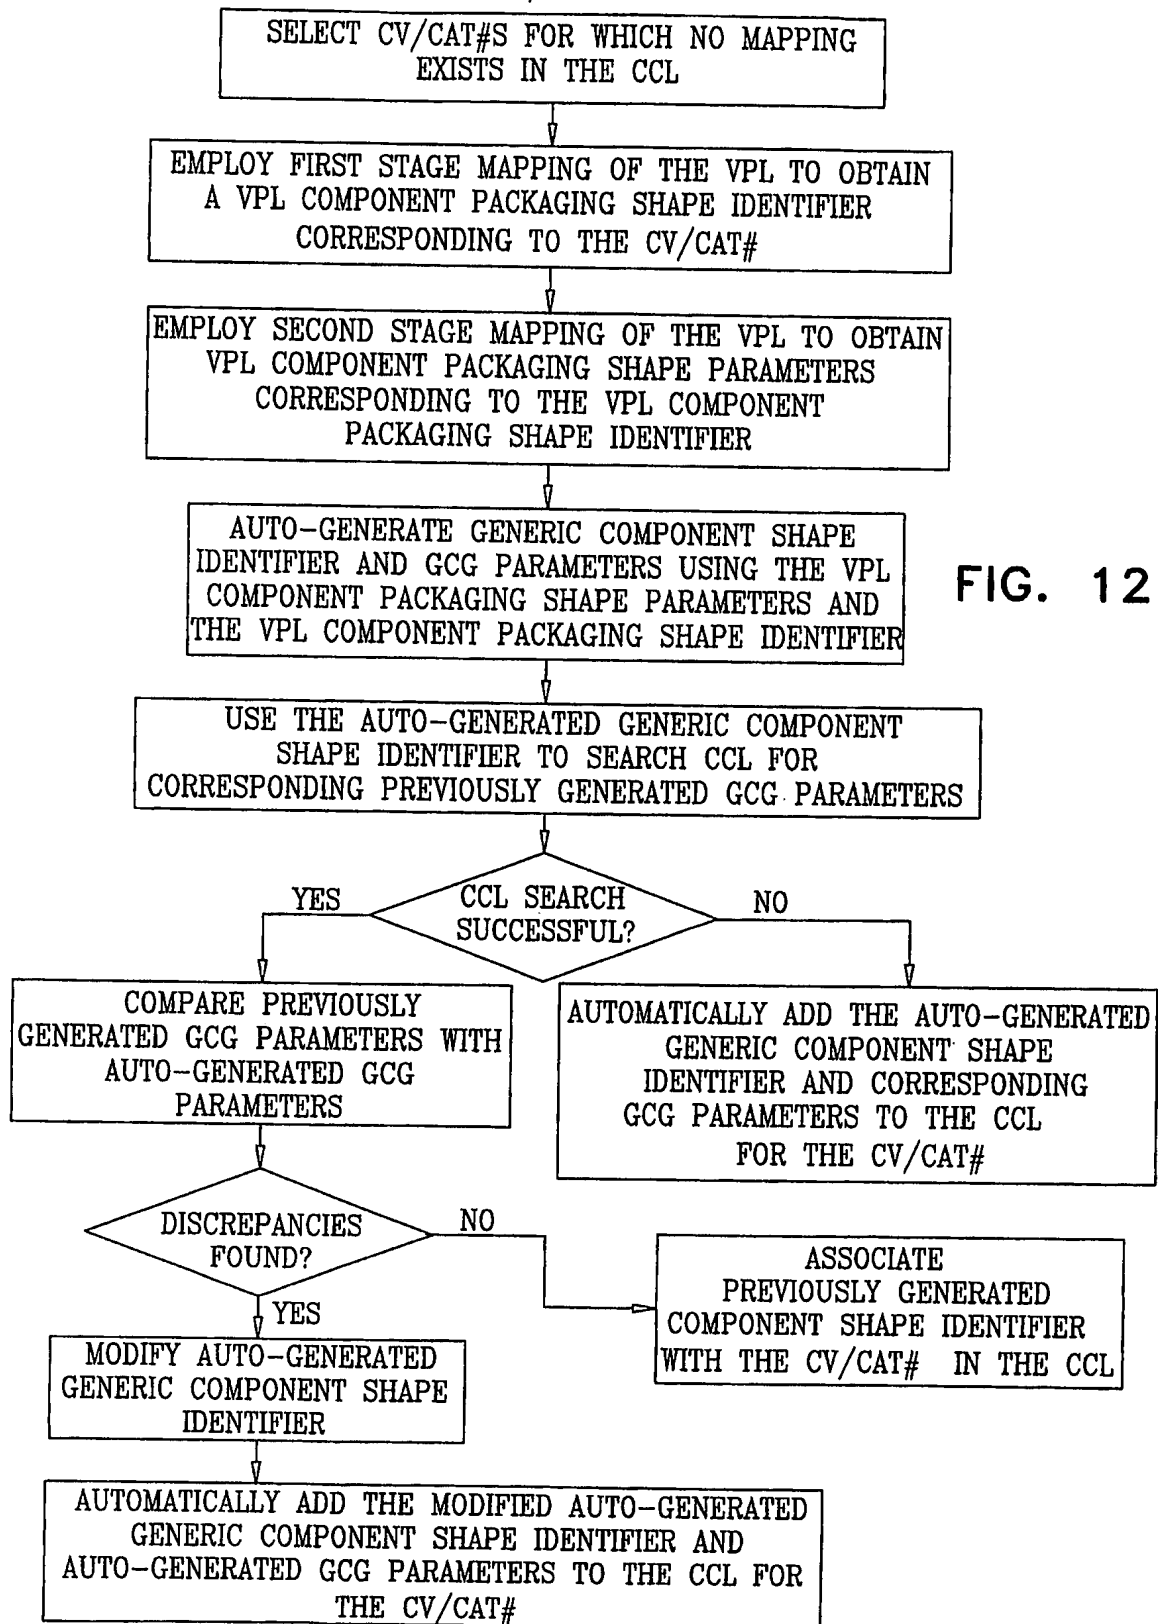 SELECT CV/CAT#S FOR WHICH NO MAPPING
EXISTS IN THE CCL
EMPLOY FIRST STAGE MAPPING OF THE VPL TO OBTAIN
A VPL COMPONENT PACKAGING SHAPE IDENTIFIER
CORRESPONDING TO THE CV/CAT#
EMPLOY SECOND STAGE MAPPING OF THE VPL TO OBTAIN
VPL COMPONENT PACKAGING SHAPE PARAMETERS
CORRESPONDING TO THE VPL COMPONENT
PACKAGING SHAPE IDENTIFIER
AUTO-GENERATE GENERIC COMPONENT SHAPE
IDENTIFIER AND GCG PARAMETERS USING THE VPL
COMPONENT PACKAGING SHAPE PARAMETERS AND
THE VPL COMPONENT PACKAGING SHAPE IDENTIFIER
FIG. 12
USE THE AUTO-GENERATED GENERIC COMPONENT
SHAPE IDENTIFIER TO SEARCH CCL FOR
CORRESPONDING PREVIOUSLY GENERATED GCG PARAMETERS
YES
CCL SEARCH
SUCCESSFUL?
NO
COMPARE PREVIOUSLY
GENERATED GCG PARAMETERS WITH
AUTO-GENERATED GCG
PARAMETERS
AUTOMATICALLY ADD THE AUTO-GENERATED
GENERIC COMPONENT SHAPE
IDENTIFIER AND CORRESPONDING
GCG PARAMETERS TO THE CCL
FOR THE CV/CAT#
DISCREPANCIES
FOUND?
NO
YES
ASSOCIATE
PREVIOUSLY GENERATED
COMPONENT SHAPE IDENTIFIER
WITH THE CV/CAT# IN THE CCL
MODIFY AUTO-GENERATED
GENERIC COMPONENT SHAPE
IDENTIFIER
AUTOMATICALLY ADD THE MODIFIED AUTO-GENERATED
GENERIC COMPONENT SHAPE IDENTIFIER AND
AUTO-GENERATED GCG PARAMETERS TO THE CCL FOR
THE CV/CAT#